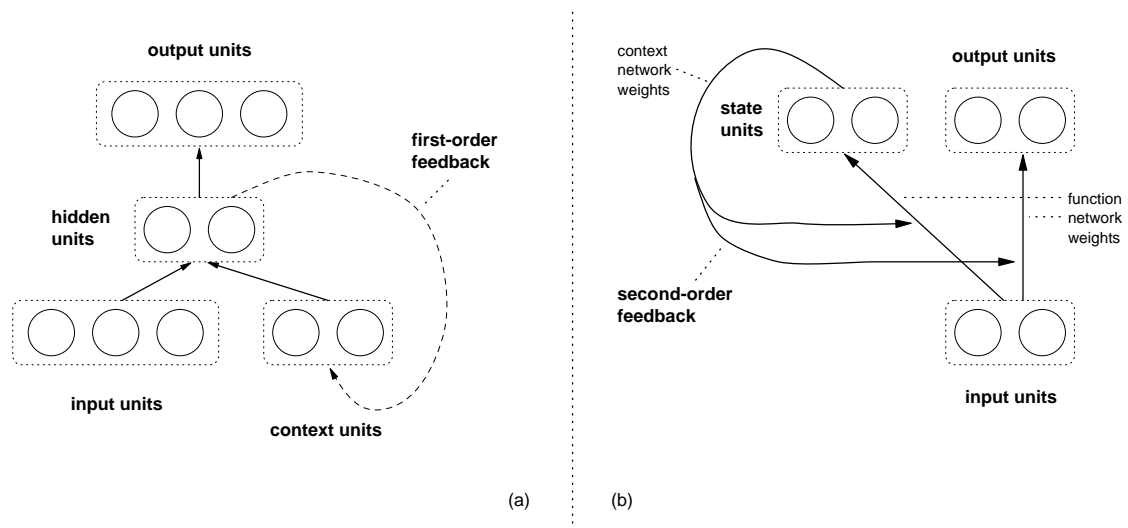 output units
first-order
feedback
hidden
units
input units
context units
(a)
context
network
weights
output units
state
units
function
network
weights
second-order
feedback
input units
(b)